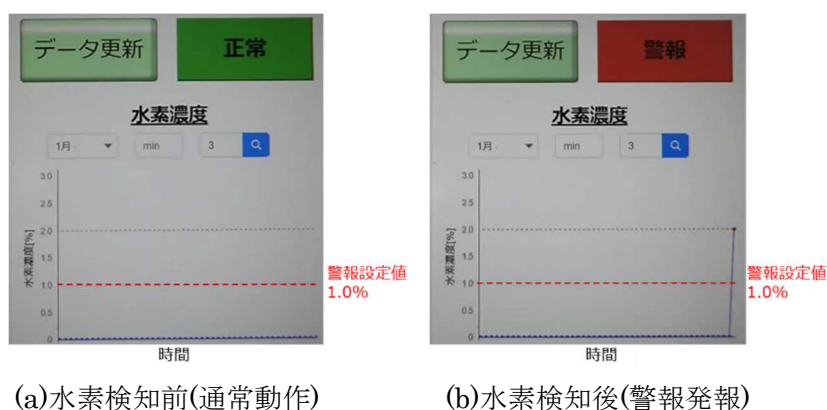 データ更新
正常
水素濃度
1月
min
3
3.0
2.5
2.0
1.5
1.0
0.5
0
水素濃度[%]
警報設定値
1.0%
時間
(a)水素検知前(通常動作)
データ更新
警報
水素濃度
1月
min
3
3.0
2.5
2.0
1.5
1.0
0.5
0
水素濃度[%]
警報設定値
1.0%
時間
(b)水素検知後(警報発報)